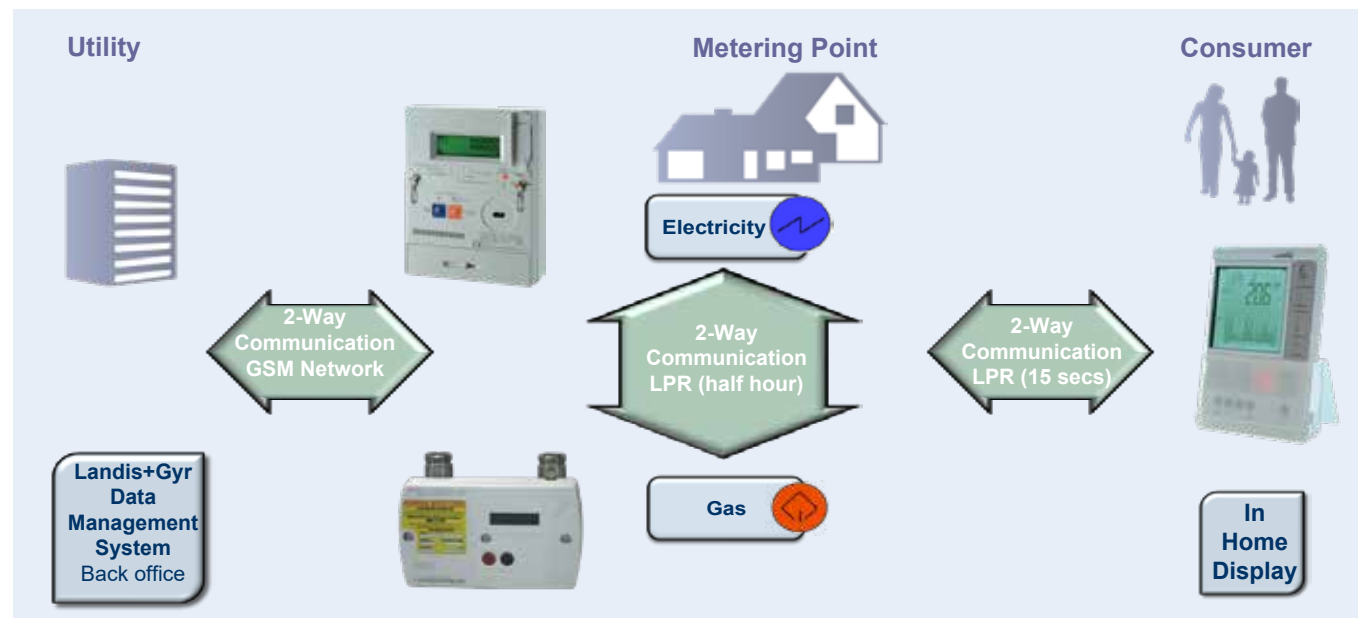 Utility
Metering Point
Consumer
Electricity
2-Way
Communication
GSM Network
2-Way
Communication
LPR (half hour)
2-Way
Communication
LPR (15 secs)
Landis+Gyr
Data
Management
System
Back office
Gas
In
Home
Display